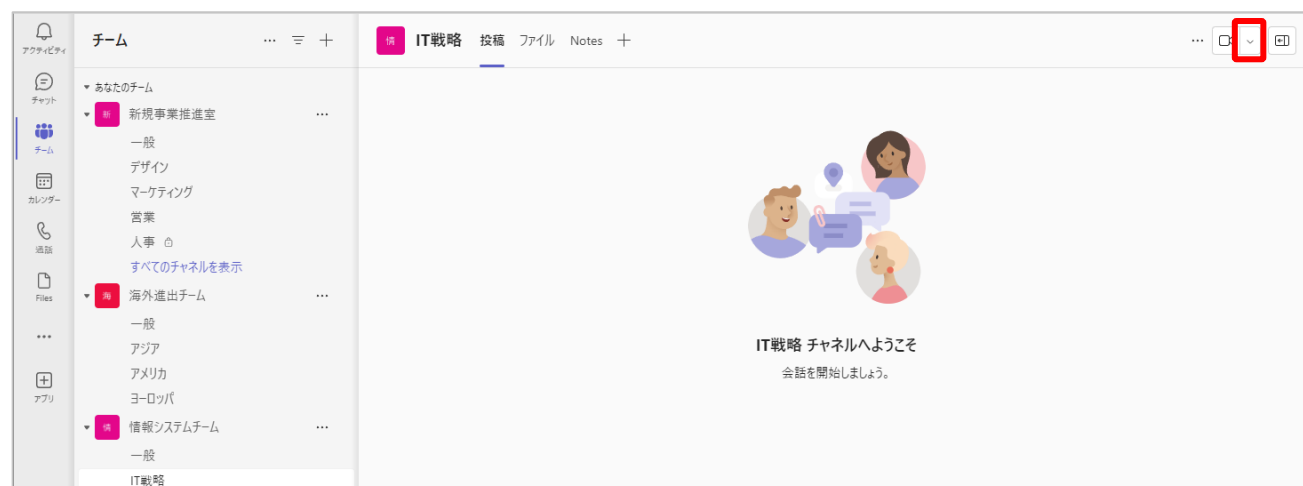 アクティビティ
チャット
チーム
カレンダー
通話
Files
アプリ
チーム
あなたのチーム
新 新規事業推進室
一般
デザイン
マーケティング
営業
人事
すべてのチャネルを表示
海 海外進出チーム
一般
アジア
アメリカ
ヨーロッパ
情 情報システムチーム
一般
IT戦略
情 IT戦略 投稿 ファイル Notes
IT戦略 チャネルへようこそ
会話を開始しましょう。